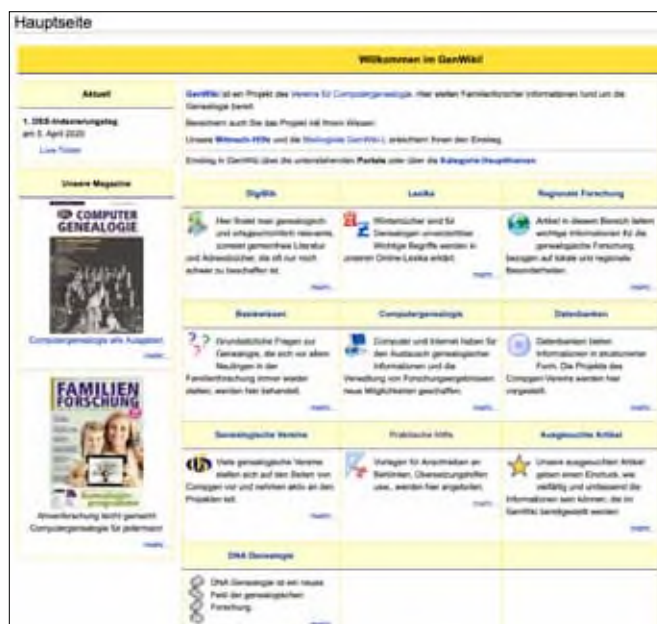 Hauptseite
Willkommen im GenWiki!
Aktuell
1. DES-Indexierungstag
am 5. April 2020
Live Ticker
Unsere Magazine
COMPUTER
GENEALOGIE
Computergenealogie alle Ausgaben
mehr...
FAMILIEN
FORSCHUNG
Ahnenforschung leicht gemacht
Computergenealogie für jedermann
mehr...
GenWiki ist ein Projekt des Vereins für Computergenealogie. Hier stellen Familienforscher Informationen rund um die
Genealogie bereit.
Bereichern auch Sie das Projekt mit Ihrem Wissen.
Unsere Mitmach-Hilfe und die Mailingliste GenWiki-L erleichtern Ihnen den Einstieg.
Einstieg in GenWiki über die untenstehenden Portale oder über die Kategorie Hauptthemen
DigiBib
Hier findet man genealogisch
und ortsgeschichtlich relevante,
zumeist gemeinfreie Literatur
und Adressbücher, die oft nur noch
schwer zu beschaffen ist.
mehr...
Lexika
Wörterbücher sind für
Genealogen unverzichtbar.
Wichtige Begriffe werden in
unseren Online-Lexika erklärt.
mehr...
Regionale Forschung
Artikel in diesem Bereich liefern
wichtige Informationen für die
genealogische Forschung
bezogen auf lokale und regionale
Besonderheiten.
mehr...
Basiswissen
Grundsätzliche Fragen zur
Genealogie, die sich vor allem
Neulingen in der
Familienforschung immer wieder
stellen, werden hier behandelt.
mehr...
Computergenealogie
Computer und Internet haben für
den Austausch genealogischer
Informationen und die
Verwaltung von Forschungsergebnissen
neue Möglichkeiten geschaffen.
mehr...
Datenbanken
Datenbanken bieten
Informationen in strukturierter
Form. Die Projekte des
Compgen-Vereins werden hier
vorgestellt.
mehr...
Genealogische Vereine
Viele genealogische Vereine
stellen sich auf den Seiten von
Compgen vor und nehmen aktiv an den
Projekten teil.
mehr...
Praktische Hilfe
Vorlagen für Anschreiben an
Behörden, Übersetzungshilfen
usw., werden hier angeboten.
mehr...
Ausgesuchte Artikel
Unsere ausgesuchten Artikel
geben einen Eindruck, wie
vielfältig und umfassend die
Informationen sein können, die im
GenWiki bereitgestellt werden.
mehr...
DNA Genealogie
DNA Genealogie ist ein neues
Feld der genealogischen
Forschung.
mehr...